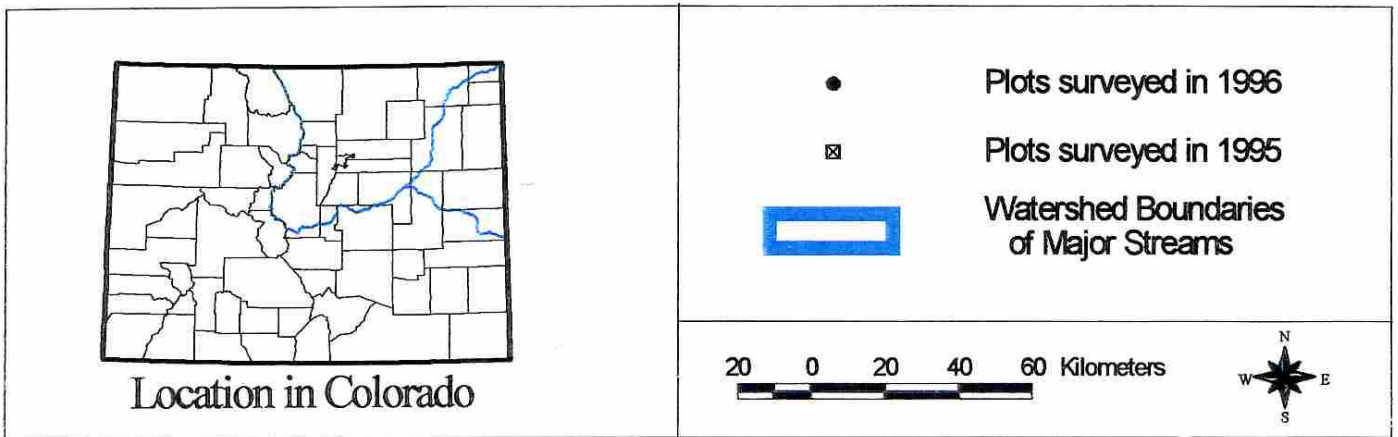 Location in Colorado
Plots surveyed in 1996
Plots surveyed in 1995
Watershed Boundaries
of Major Streams
20 0 20 40 60 Kilometers
N
W E
S